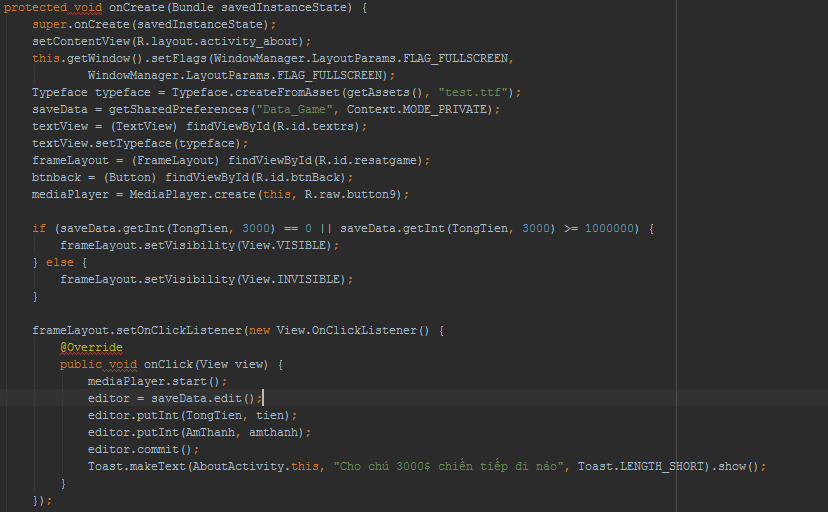 protected void onCreate(Bundle savedInstanceState) {
    super.onCreate(savedInstanceState);
    setContentView(R.layout.activity_about);
    this.getWindow().setFlags(WindowManager.LayoutParams.FLAG_FULLSCREEN,
            WindowManager.LayoutParams.FLAG_FULLSCREEN);
    Typeface typeface = Typeface.createFromAsset(getAssets(), "test.ttf");
    saveData = getSharedPreferences("Data_Game", Context.MODE_PRIVATE);
    textView = (TextView) findViewById(R.id.textrs);
    textView.setTypeface(typeface);
    frameLayout = (FrameLayout) findViewById(R.id.resatgame);
    btnback = (Button) findViewById(R.id.btnBack);
    mediaPlayer = MediaPlayer.create(this, R.raw.button9);

    if (saveData.getInt(TongTien, 3000) == 0 || saveData.getInt(TongTien, 3000) >= 1000000) {
        frameLayout.setVisibility(View.VISIBLE);
    } else {
        frameLayout.setVisibility(View.INVISIBLE);
    }

    frameLayout.setOnClickListener(new View.OnClickListener() {
        @Override
        public void onClick(View view) {
            mediaPlayer.start();
            editor = saveData.edit();
            editor.putInt(TongTien, tien);
            editor.putInt(AmThanh, amthanh);
            editor.commit();
            Toast.makeText(AboutActivity.this, "Cho chú 3000$ chiến tiếp đi nào", Toast.LENGTH_SHORT).show();
        }
    });